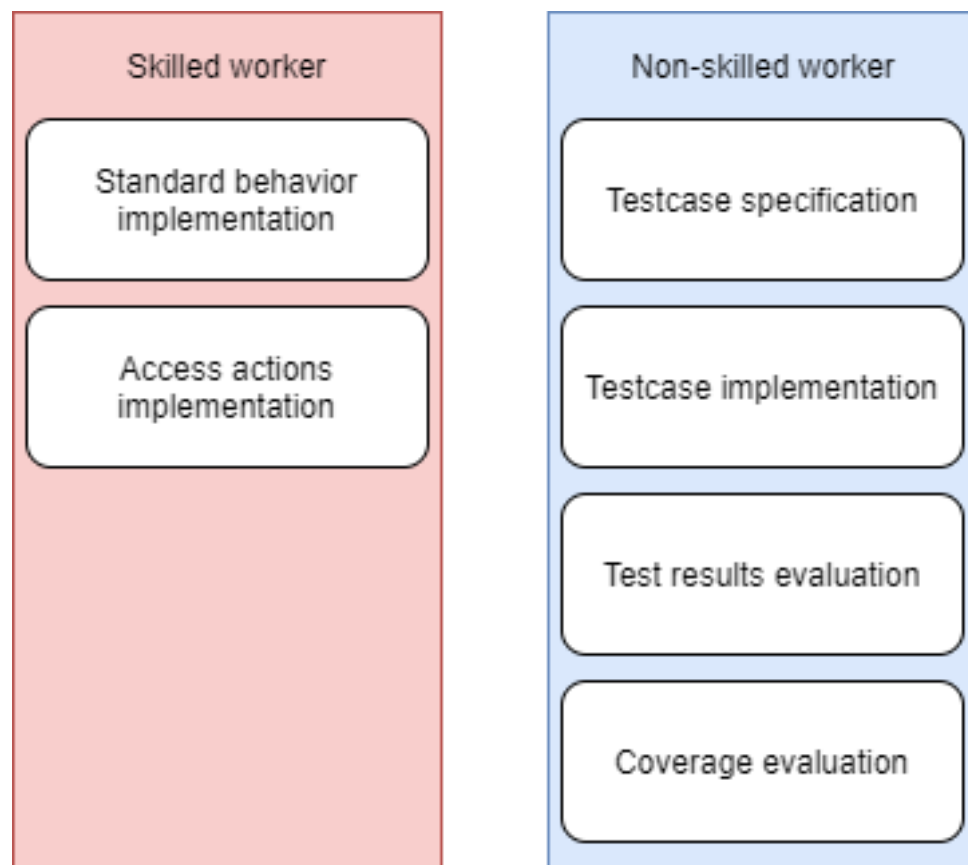 Skilled worker
Standard behavior
implementation
Access actions
implementation
Non-skilled worker
Testcase specification
Testcase implementation
Test results evaluation
Coverage evaluation